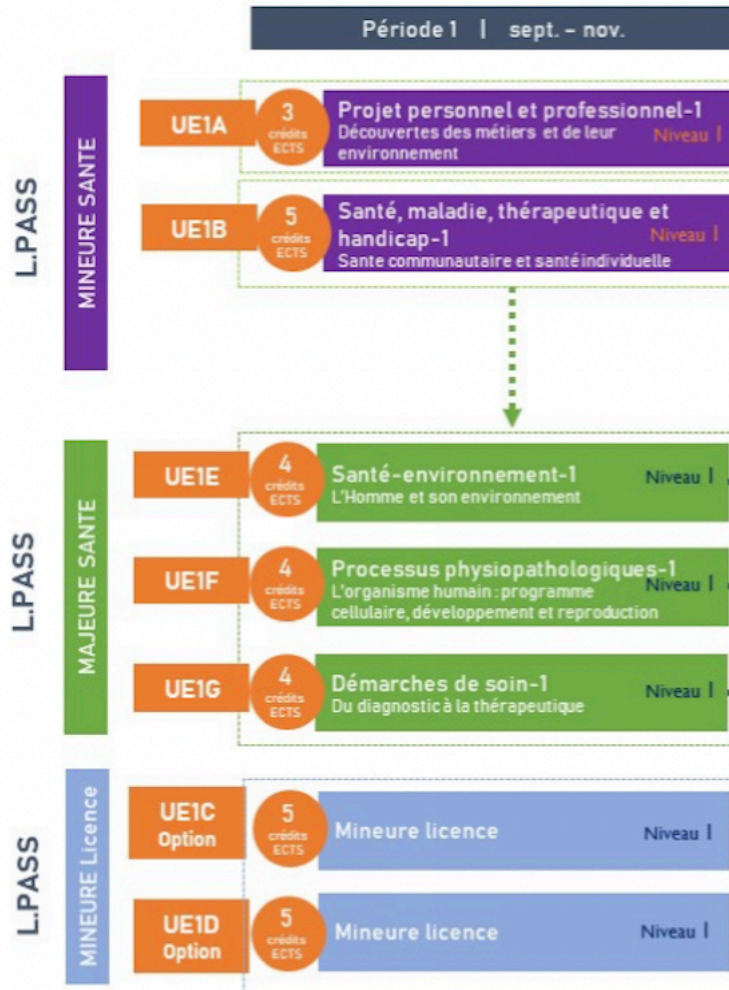 Période 1 | sept. – nov.
L.PASS
MINEURE SANTE
UE1A
3
crédits
ECTS
Projet personnel et professionnel-1
Découvertes des métiers et de leur
environnement
Niveau I
UE1B
5
crédits
ECTS
Santé, maladie, thérapeutique et
handicap-1
Sante communautaire et santé individuelle
Niveau I
L.PASS
MAJEURE SANTE
UE1E
4
crédits
ECTS
Santé-environnement-1
L'Homme et son environnement
Niveau I
UE1F
4
crédits
ECTS
Processus physiopathologiques-1
L'organisme humain : programme
cellulaire, développement et reproduction
Niveau I
UE1G
4
crédits
ECTS
Démarches de soin-1
Du diagnostic à la thérapeutique
Niveau I
L.PASS
MINEURE Licence
UE1C
Option
5
crédits
ECTS
Mineure licence
Niveau I
UE1D
Option
5
crédits
ECTS
Mineure licence
Niveau I